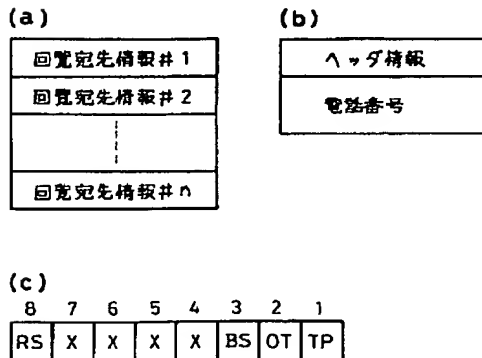 (a)
回覧宛先情報#1
回覧宛先情報#2
回覧宛先情報#n
(b)
ヘッダ情報
電話番号
(c)
8 7 6 5 4 3 2 1
RS X X X X BS OT TP